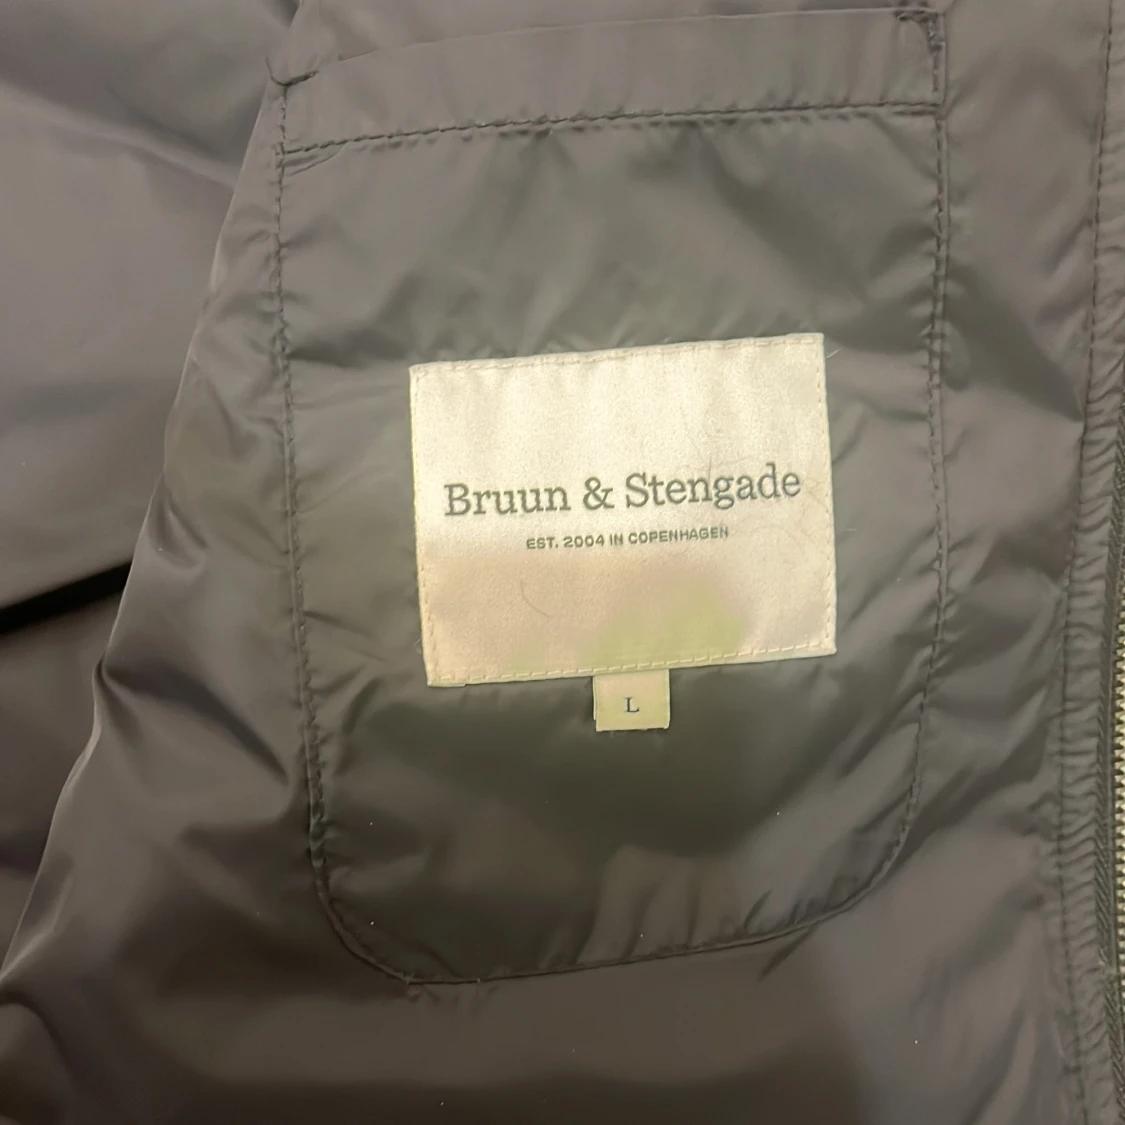 Bruun & Stengade
EST. 2004 IN COPENHAGEN
L